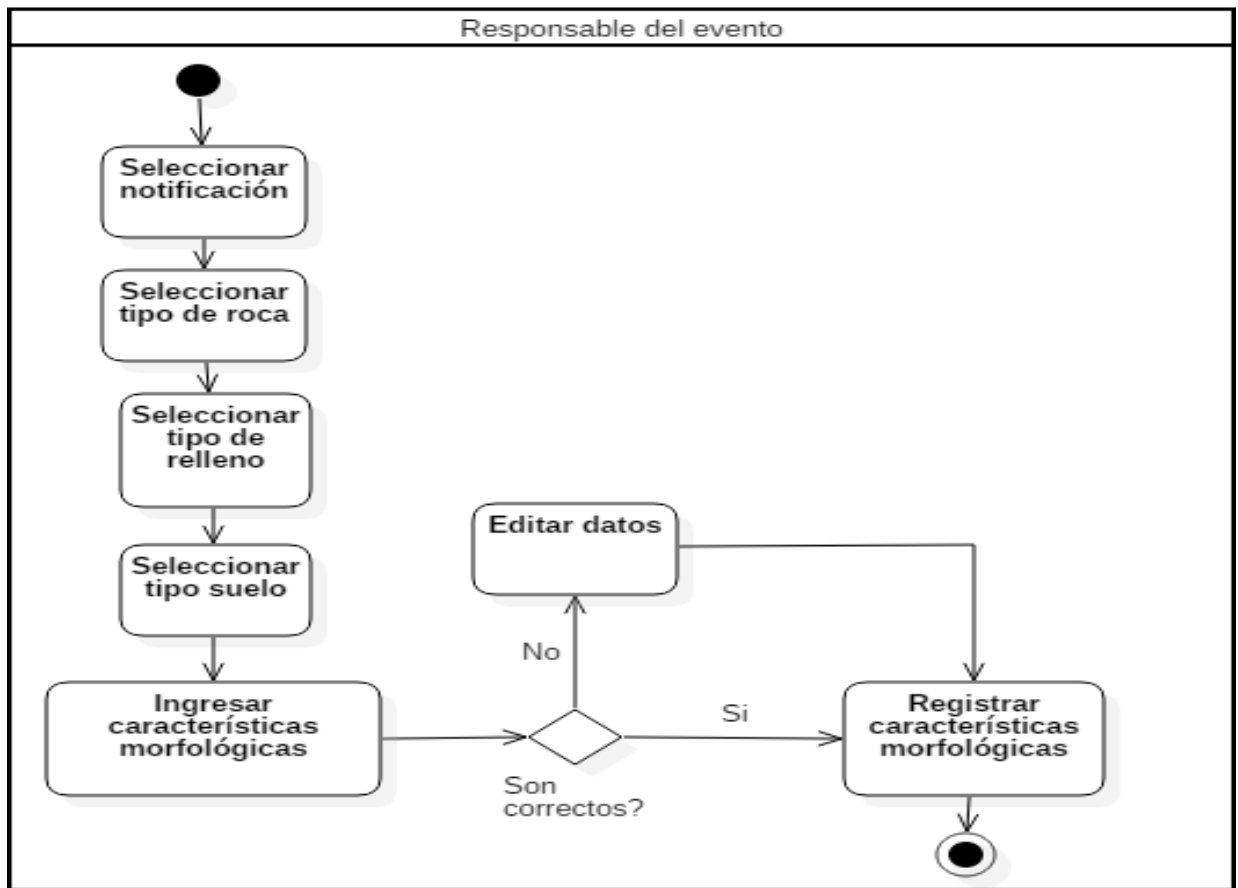 Responsable del evento
Seleccionar
notificación
Seleccionar
tipo de roca
Seleccionar
tipo de
relleno
Seleccionar
tipo suelo
Ingresar
características
morfológicas
Editar datos
No
Son
correctos?
Si
Registrar
características
morfológicas